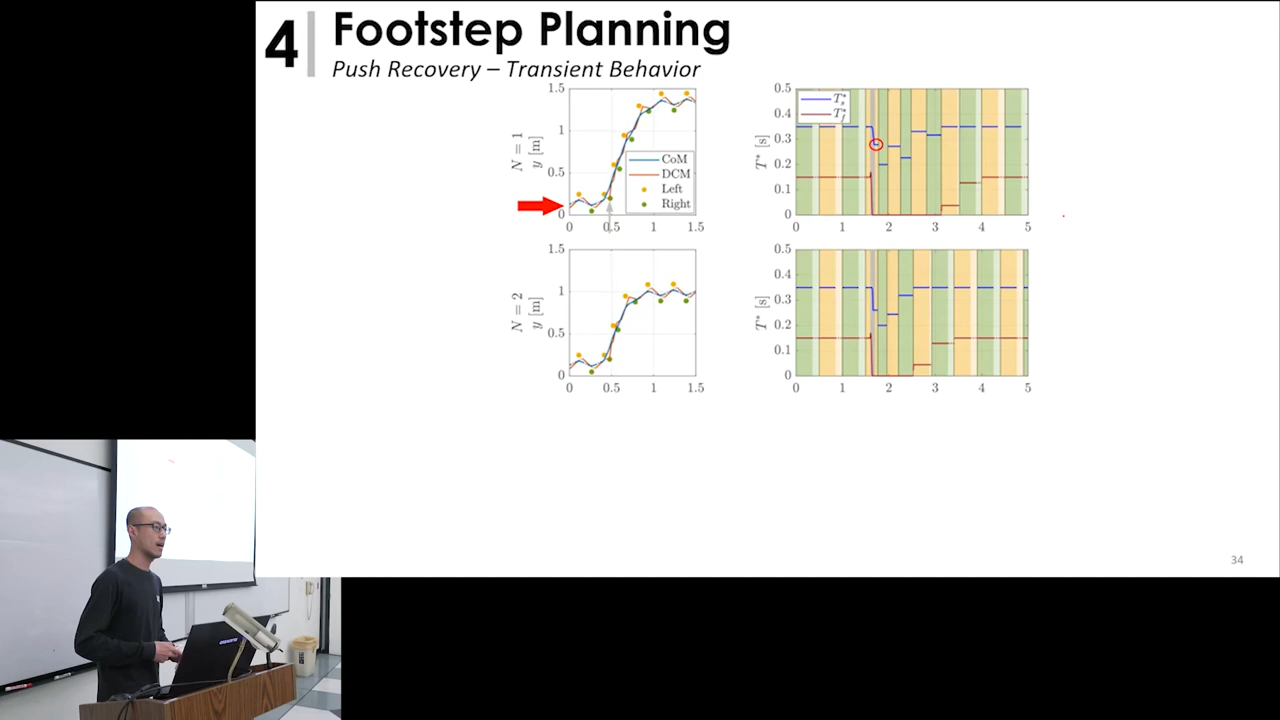 4
Footstep Planning
Push Recovery – Transient Behavior
N = 1
y [m]
1.5
1
0.5
0
0 0.5 1 1.5
CoM
DCM
Left
Right
T* [s]
0.5
0.4
0.3
0.2
0.1
0
0 1 2 3 4 5
T*s
T*f
N = 2
y [m]
1.5
1
0.5
0
0 0.5 1 1.5
T* [s]
0.5
0.4
0.3
0.2
0.1
0
0 1 2 3 4 5
34